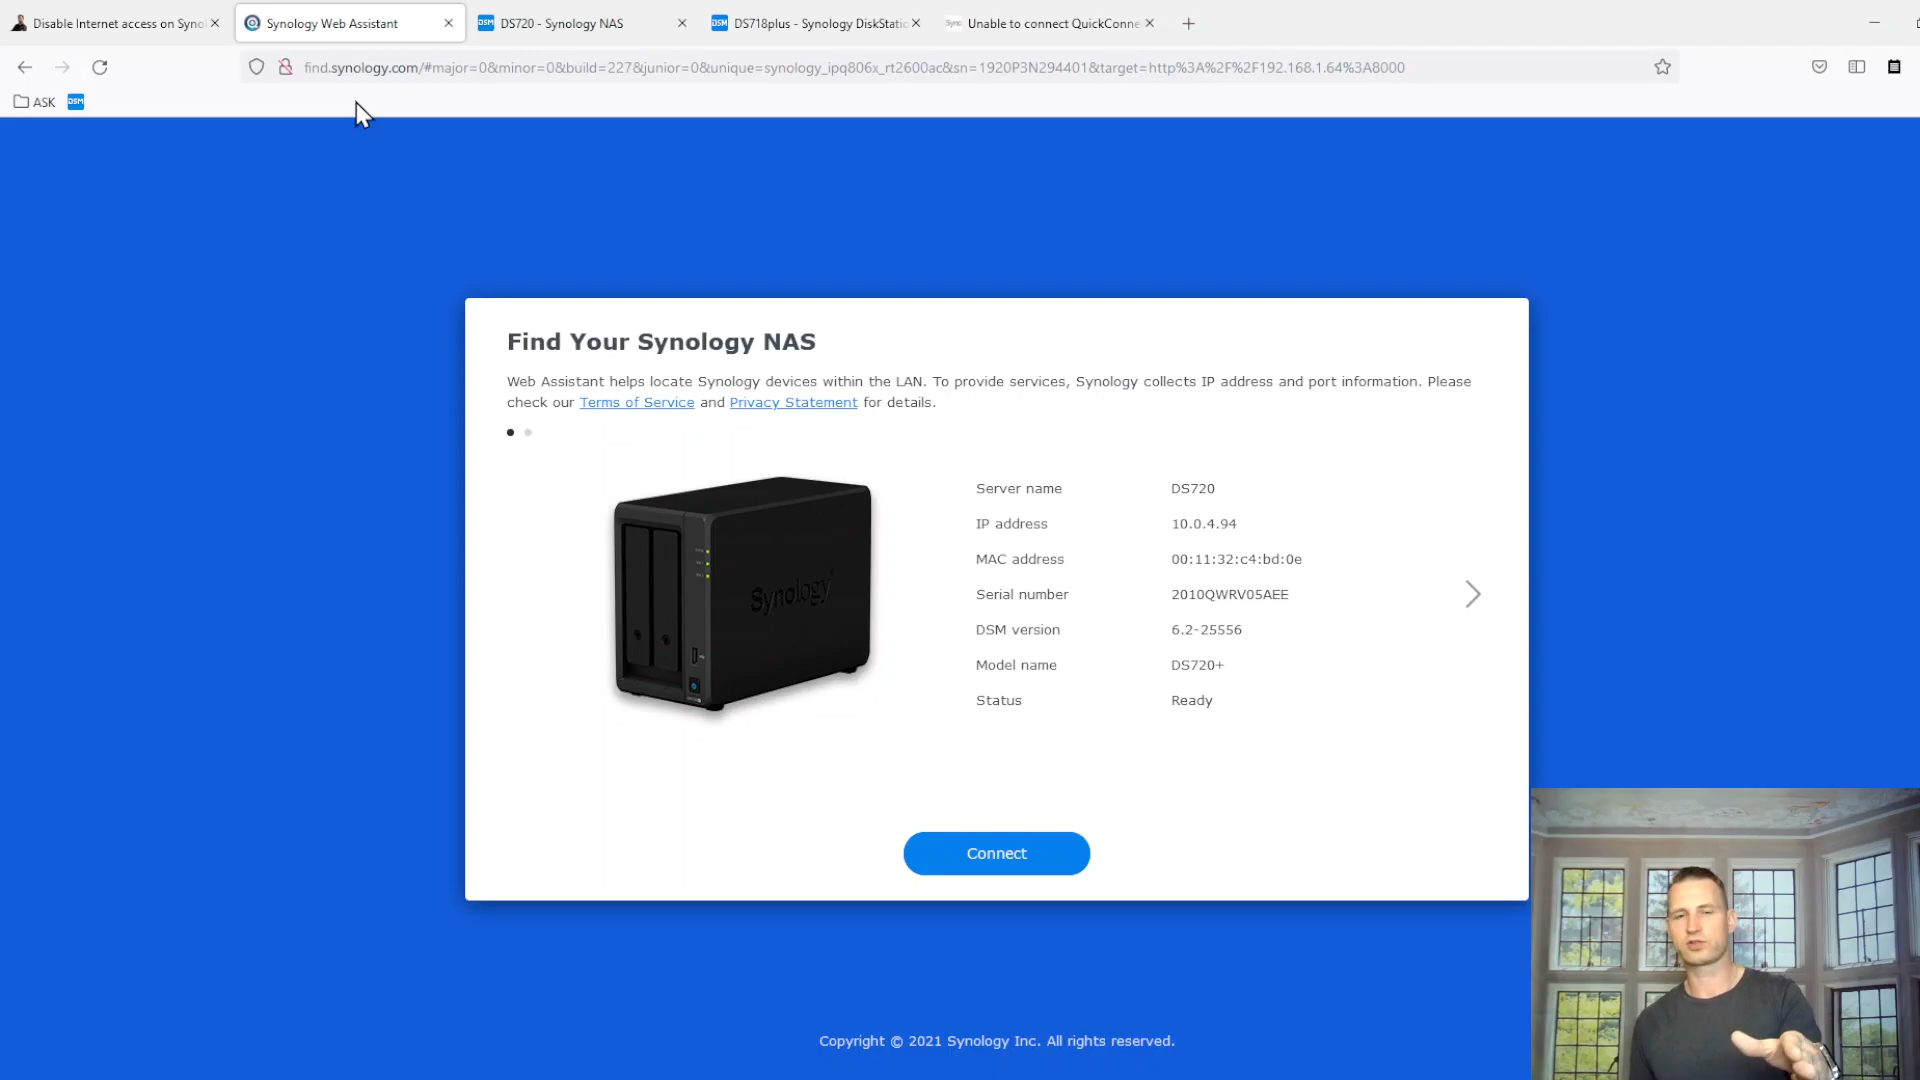 Disable Internet access on Synol
Synology Web Assistant
DSM DS720 - Synology NAS
DSM DS718plus - Synology DiskStatio
Syno Unable to connect QuickConne
find.synology.com/#major=0&minor=0&build=227&junior=0&unique=synology_ipq806x_rt2600ac&sn=1920P3N294401&target=http%3A%2F%2F192.168.1.64%3A8000
ASK DSM
Find Your Synology NAS
Web Assistant helps locate Synology devices within the LAN. To provide services, Synology collects IP address and port information. Please
check our Terms of Service and Privacy Statement for details.
Server name DS720
IP address 10.0.4.94
MAC address 00:11:32:c4:bd:0e
Serial number 2010QWRV05AEE
DSM version 6.2-25556
Model name DS720+
Status Ready
Synology
Connect
Copyright © 2021 Synology Inc. All rights reserved.